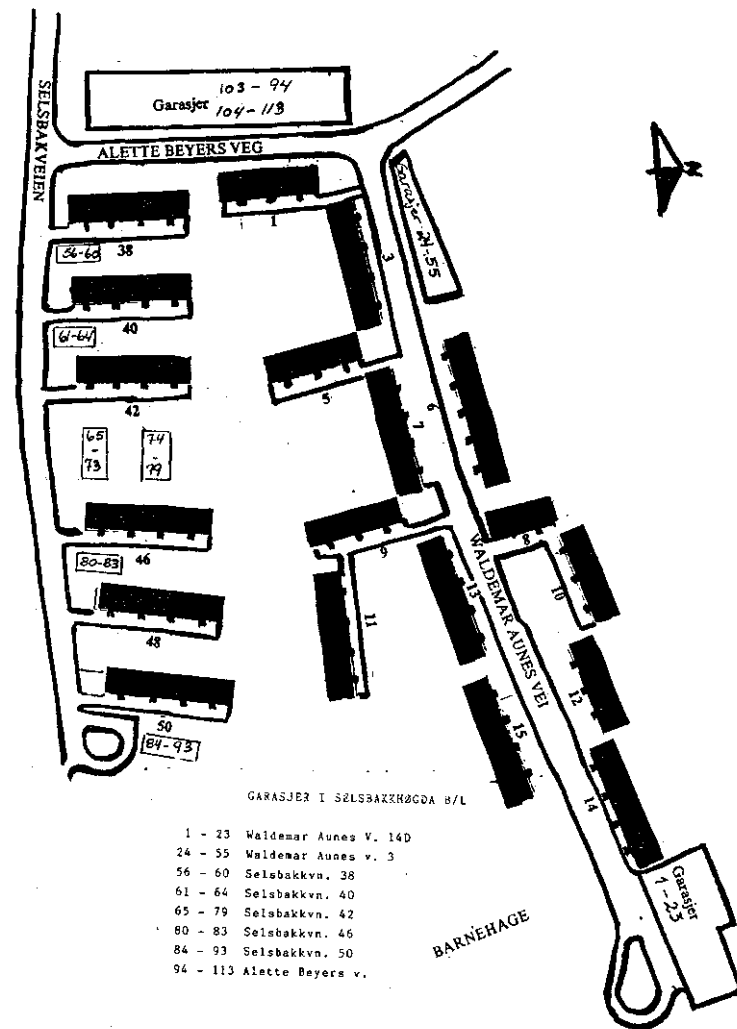 SELSBAKVEIEN
103 - 94
Garasjer 104 - 113
ALETTE BEYERS VEG
N
Garasjer 24-55
1
3
38
56-60
40
61-64
42
5
6
7
65
-
73
74
-
79
46
80-83
9
8
WALDEMAR AUNES VEI
13
10
11
48
12
15
50
84-93
14
GARASJER I SELSBAKKHØGDA B/L
1 - 23 Waldemar Aunes V. 14D
24 - 55 Waldemar Aunes v. 3
56 - 60 Selsbakkvn. 38
61 - 64 Selsbakkvn. 40
65 - 79 Selsbakkvn. 42
80 - 83 Selsbakkvn. 46
84 - 93 Selsbakkvn. 50
94 - 113 Alette Beyers v.
Garasjer
1-23
BARNEHAGE